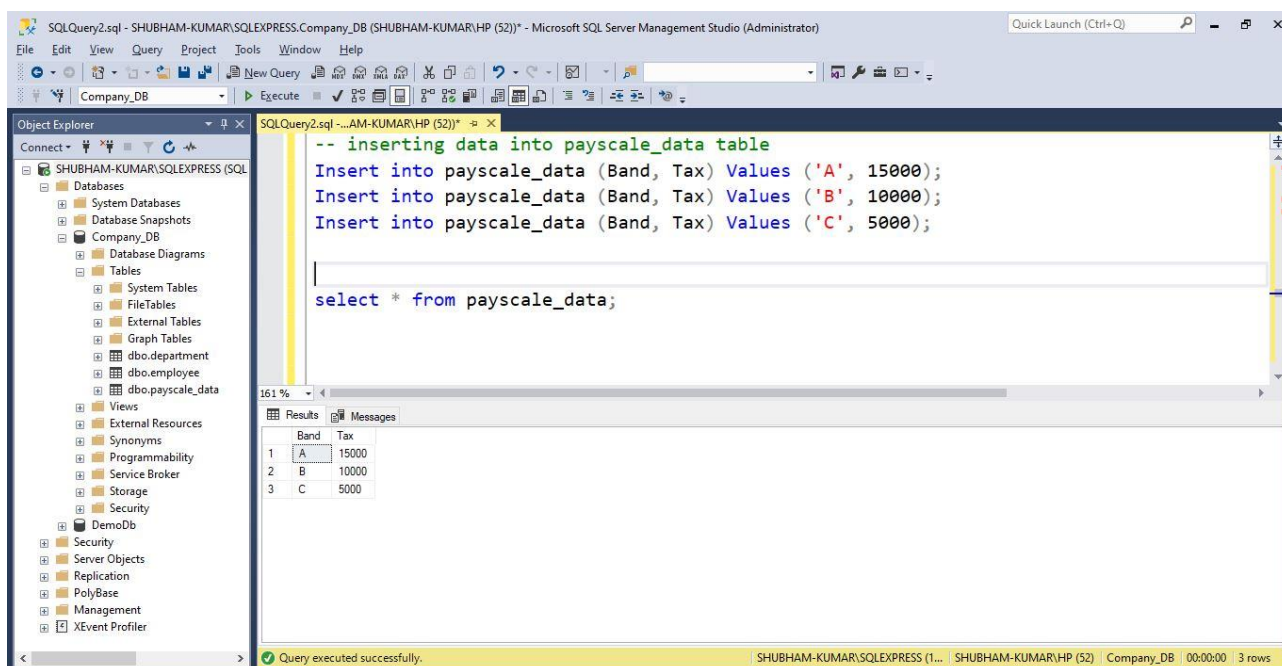 SQLQuery2.sql - SHUBHAM-KUMAR\SQLEXPRESS.Company_DB (SHUBHAM-KUMAR\HP (52))* - Microsoft SQL Server Management Studio (Administrator)
Quick Launch (Ctrl+Q)
File Edit View Query Project Tools Window Help
New Query
Company_DB
Execute
Object Explorer
Connect
SHUBHAM-KUMAR\SQLEXPRESS (SQL
Databases
System Databases
Database Snapshots
Company_DB
Database Diagrams
Tables
System Tables
FileTables
External Tables
Graph Tables
dbo.department
dbo.employee
dbo.payscale_data
Views
External Resources
Synonyms
Programmability
Service Broker
Storage
Security
DemoDb
Security
Server Objects
Replication
PolyBase
Management
XEvent Profiler
SQLQuery2.sql -...AM-KUMAR\HP (52))*
-- inserting data into payscale_data table
Insert into payscale_data (Band, Tax) Values ('A', 15000);
Insert into payscale_data (Band, Tax) Values ('B', 10000);
Insert into payscale_data (Band, Tax) Values ('C', 5000);
select * from payscale_data;
161 %
Results Messages
Band Tax
1 A 15000
2 B 10000
3 C 5000
Query executed successfully.
SHUBHAM-KUMAR\SQLEXPRESS (1... SHUBHAM-KUMAR\HP (52) Company_DB 00:00:00 3 rows